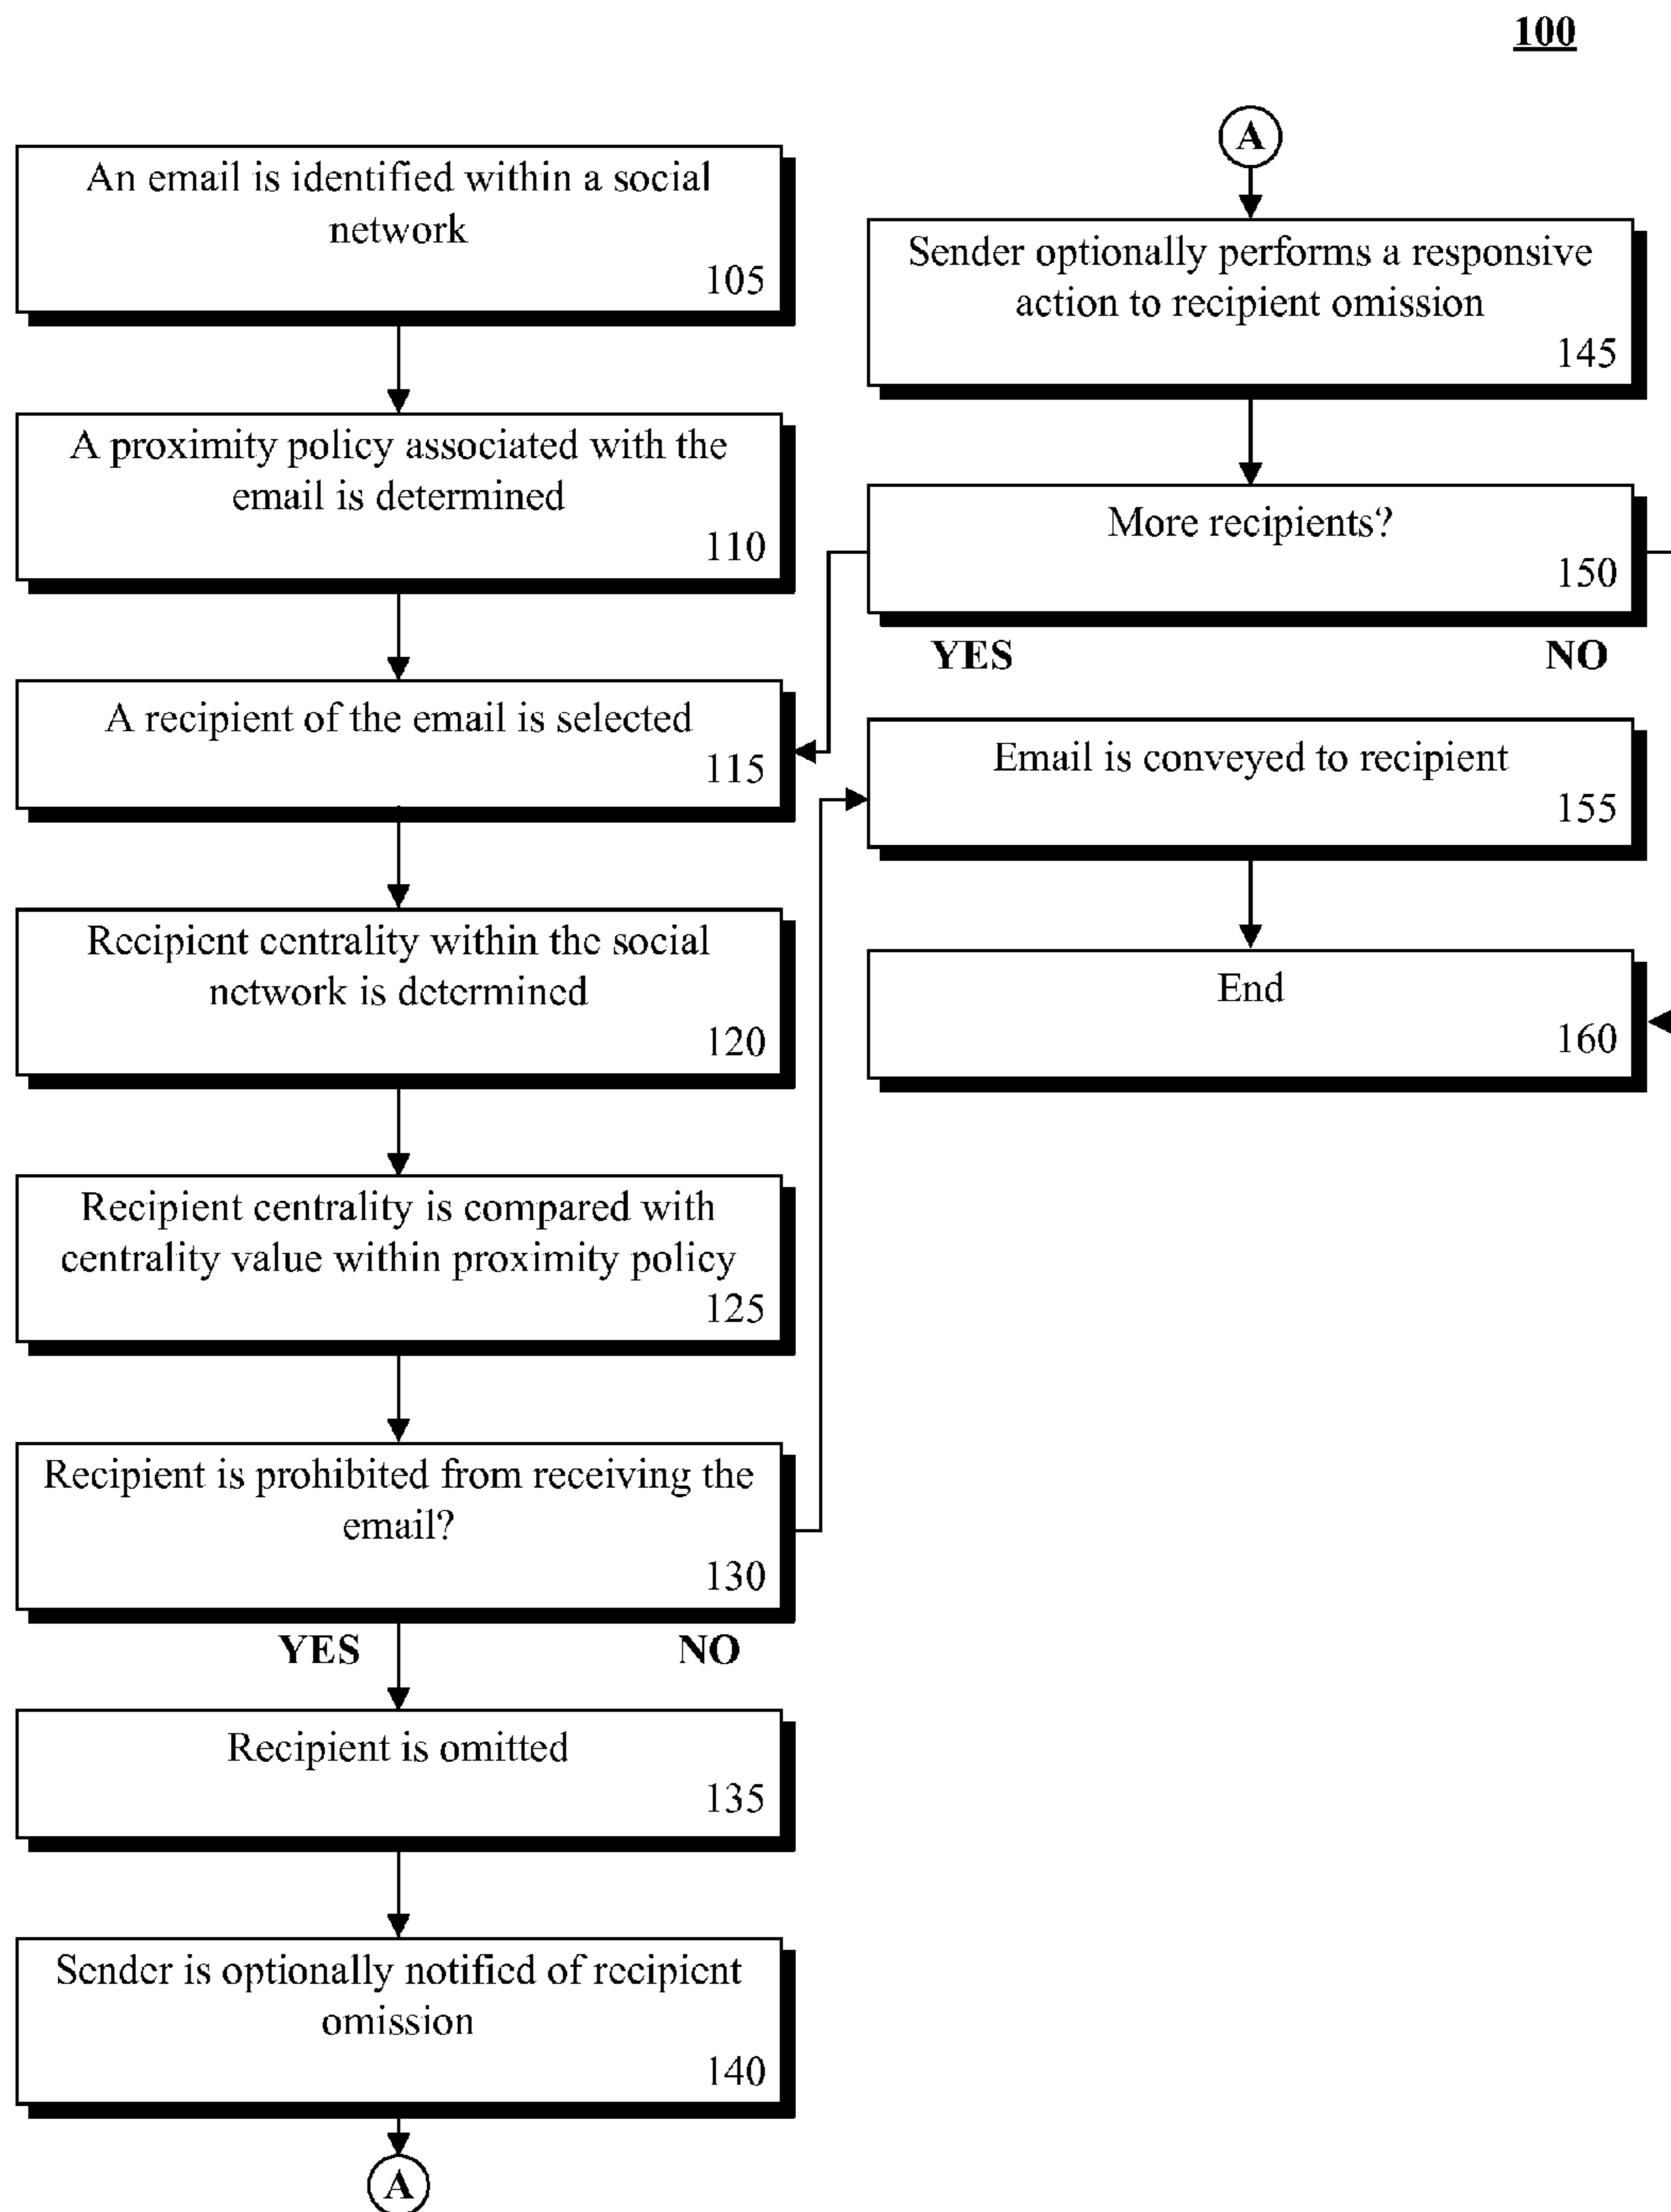 100
An email is identified within a social
network
105
A proximity policy associated with the
email is determined
110
A recipient of the email is selected
115
Recipient centrality within the social
network is determined
120
Recipient centrality is compared with
centrality value within proximity policy
125
Recipient is prohibited from receiving the
email?
130
YES
NO
Recipient is omitted
135
Sender is optionally notified of recipient
omission
140
A
A
Sender optionally performs a responsive
action to recipient omission
145
More recipients?
150
YES
NO
Email is conveyed to recipient
155
End
160